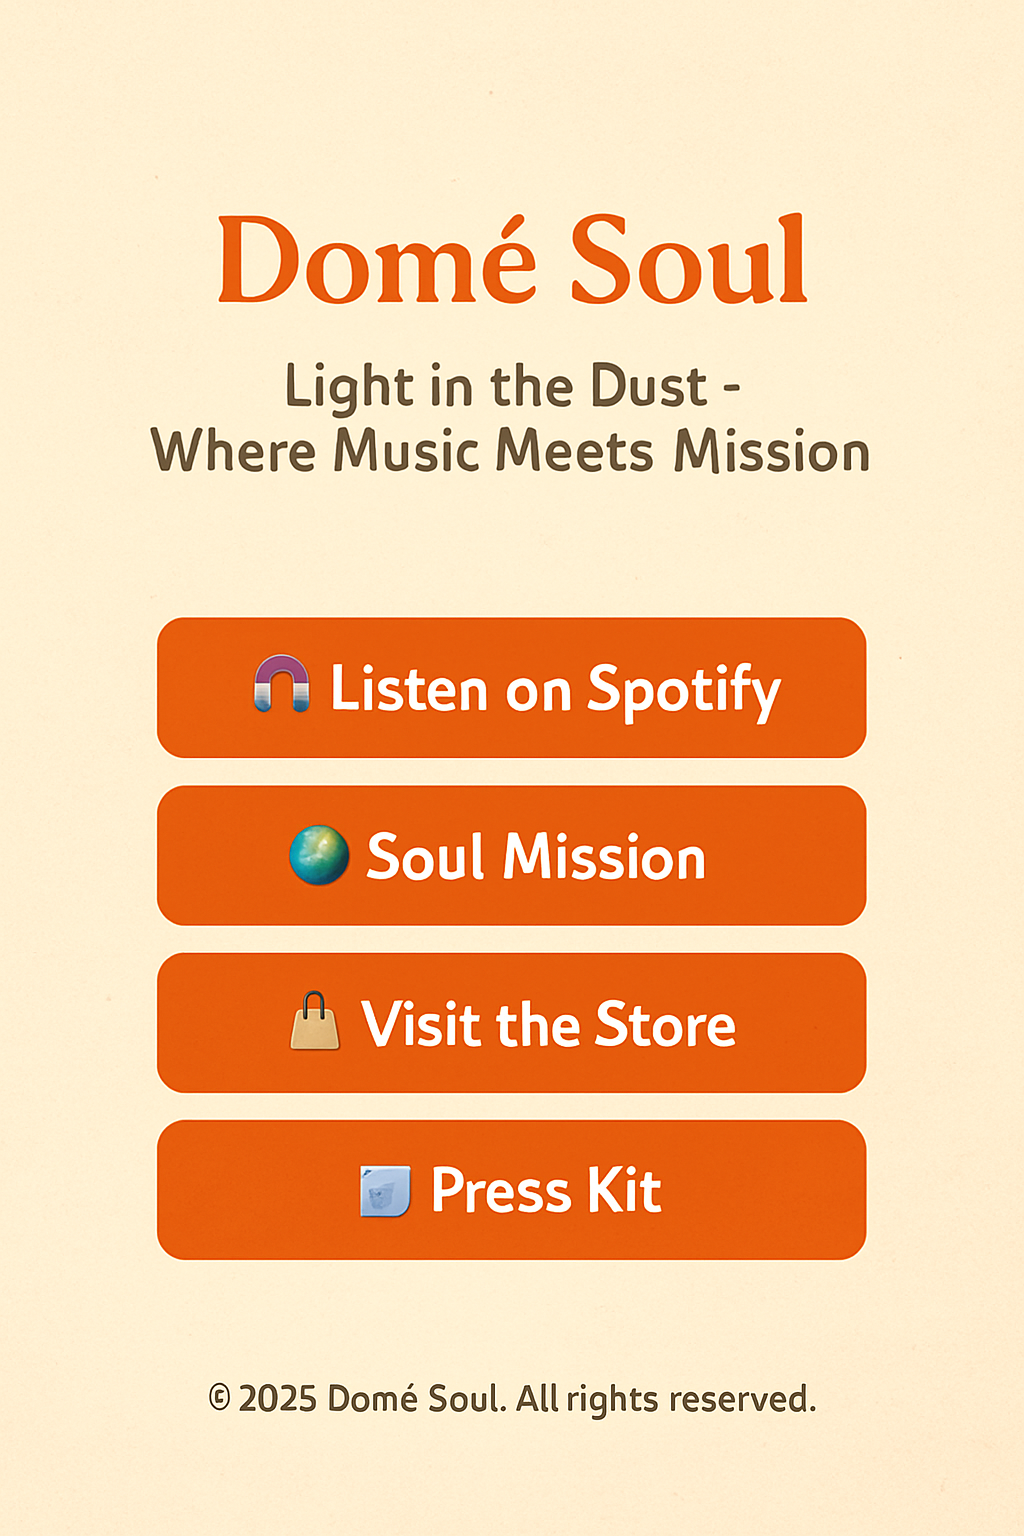 Domé Soul
Light in the Dust -
Where Music Meets Mission
Listen on Spotify
Soul Mission
Visit the Store
Press Kit
© 2025 Domé Soul. All rights reserved.